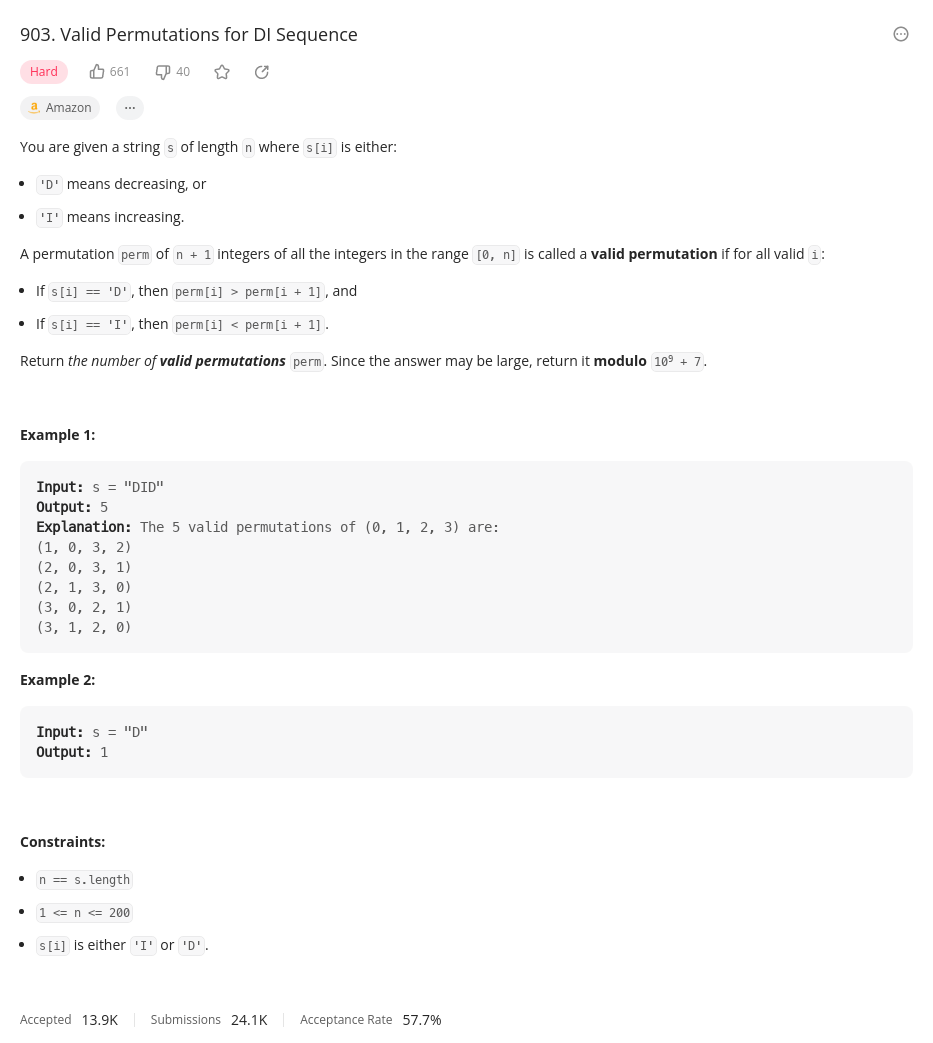 903. Valid Permutations for DI Sequence
Hard 661 40
Amazon
You are given a string s of length n where s[i] is either:
'D' means decreasing, or
'I' means increasing.
A permutation perm of n + 1 integers of all the integers in the range [0, n] is called a valid permutation if for all valid i:
If s[i] == 'D', then perm[i] > perm[i + 1], and
If s[i] == 'I', then perm[i] < perm[i + 1].
Return the number of valid permutations perm. Since the answer may be large, return it modulo 10⁹ + 7.
Example 1:
Input: s = "DID"
Output: 5
Explanation: The 5 valid permutations of (0, 1, 2, 3) are:
(1, 0, 3, 2)
(2, 0, 3, 1)
(2, 1, 3, 0)
(3, 0, 2, 1)
(3, 1, 2, 0)
Example 2:
Input: s = "D"
Output: 1
Constraints:
n == s.length
1 <= n <= 200
s[i] is either 'I' or 'D'.
Accepted 13.9K Submissions 24.1K Acceptance Rate 57.7%